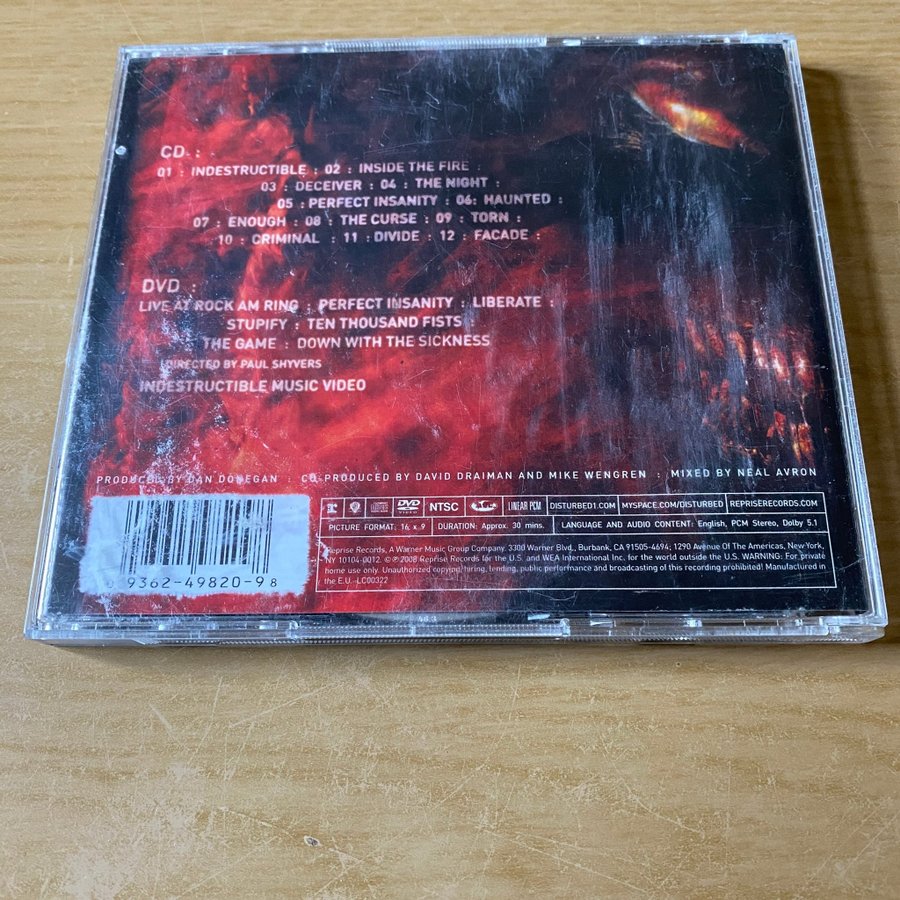 CD :
01 : INDESTRUCTIBLE : 02 : INSIDE THE FIRE :
03 : DECEIVER : 04 : THE NIGHT :
05 : PERFECT INSANITY : 06: HAUNTED :
07 : ENOUGH : 08 : THE CURSE : 09 : TORN :
10 : CRIMINAL : 11 : DIVIDE : 12 : FACADE :
DVD :
LIVE AT ROCK AM RING : PERFECT INSANITY : LIBERATE :
STUPIFY : TEN THOUSAND FISTS :
THE GAME : DOWN WITH THE SICKNESS
DIRECTED BY PAUL SHYVERS
INDESTRUCTIBLE MUSIC VIDEO
PRODUCED BY DAN DONEGAN : CO-PRODUCED BY DAVID DRAIMAN AND MIKE WENGREN : MIXED BY NEAL AVRON
DVD VIDEO NTSC LINEAR PCM DISTURBED1.COM MYSPACE.COM/DISTURBED REPRISERECORDS.COM
PICTURE FORMAT: 16 x 9 DURATION: Approx. 30 mins. LANGUAGE AND AUDIO CONTENT: English, PCM Stereo, Dolby 5.1
Reprise Records, A Warner Music Group Company. 3300 Warner Blvd., Burbank, CA 91505-4694; 1290 Avenue Of The Americas, New York,
NY 10104-0012. © ℗ 2008 Reprise Records for the U.S. and WEA International Inc. for the world outside the U.S. WARNING: For private
home use only. Unauthorized copying, hiring, lending, public performance and broadcasting of this recording prohibited! Manufactured in
the E.U. LC00322
9362-49820-9 8